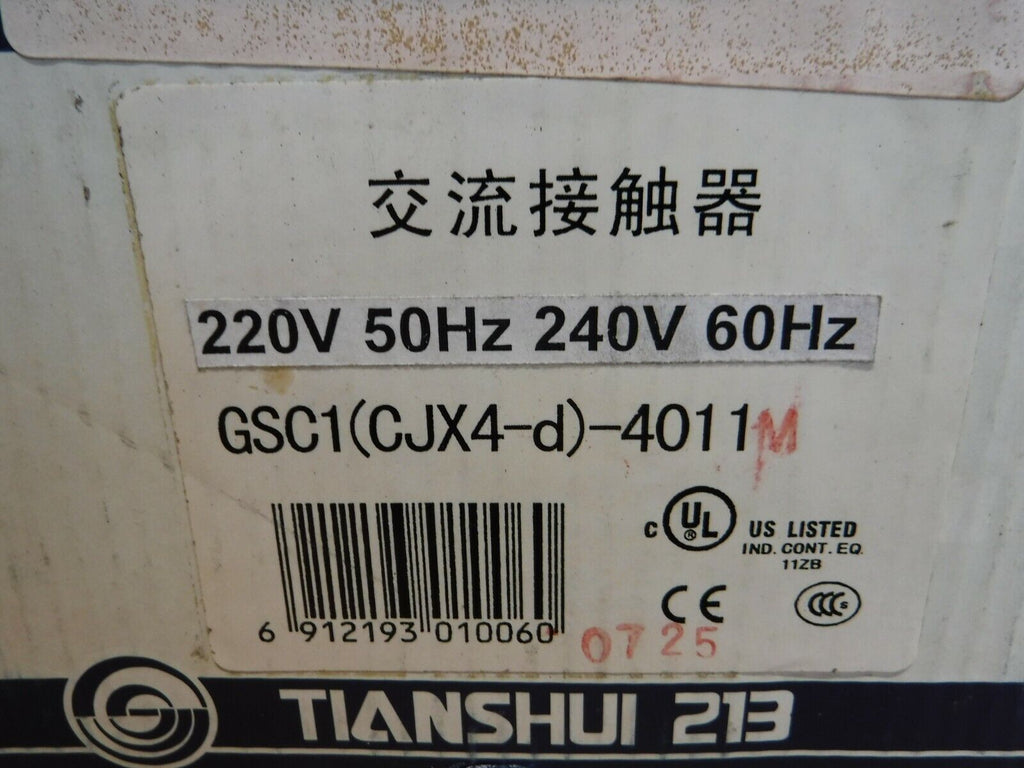 交流接触器
220V 50Hz 240V 60Hz
GSC1(CJX4-d)-4011M
C UL ® US LISTED
IND. CONT. EQ.
11ZB
CE CCC S
6 912193 010060
0725
TIANSHUI 213